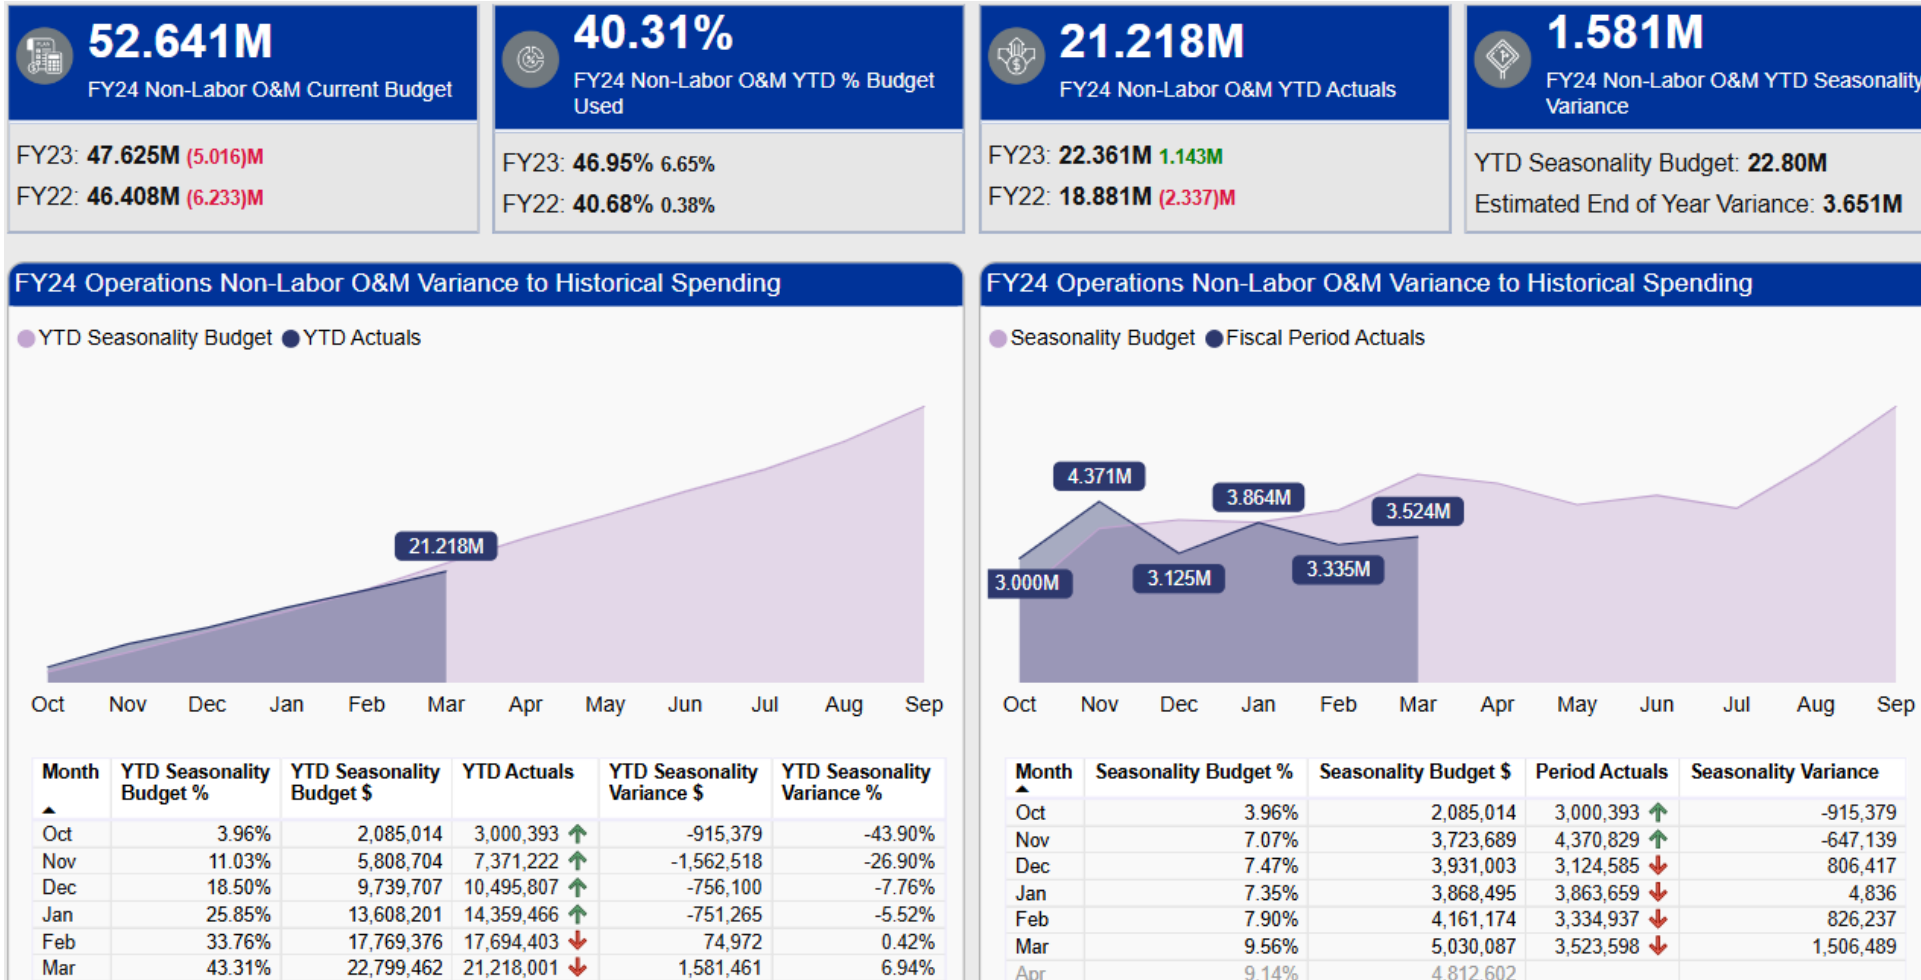 52.641M
FY24 Non-Labor O&M Current Budget
FY23: 47.625M (5.016)M
FY22: 46.408M (6.233)M
40.31%
FY24 Non-Labor O&M YTD % Budget
Used
FY23: 46.95% 6.65%
FY22: 40.68% 0.38%
21.218M
FY24 Non-Labor O&M YTD Actuals
FY23: 22.361M 1.143M
FY22: 18.881M (2.337)M
1.581M
FY24 Non-Labor O&M YTD Seasonality
Variance
YTD Seasonality Budget: 22.80M
Estimated End of Year Variance: 3.651M
FY24 Operations Non-Labor O&M Variance to Historical Spending
YTD Seasonality Budget YTD Actuals
21.218M
Oct Nov Dec Jan Feb Mar Apr May Jun Jul Aug Sep
Month YTD Seasonality YTD Seasonality YTD Actuals YTD Seasonality YTD Seasonality
Budget % Budget $ Variance $ Variance %
Oct 3.96% 2,085,014 3,000,393 -915,379 -43.90%
Nov 11.03% 5,808,704 7,371,222 -1,562,518 -26.90%
Dec 18.50% 9,739,707 10,495,807 -756,100 -7.76%
Jan 25.85% 13,608,201 14,359,466 -751,265 -5.52%
Feb 33.76% 17,769,376 17,694,403 74,972 0.42%
Mar 43.31% 22,799,462 21,218,001 1,581,461 6.94%
FY24 Operations Non-Labor O&M Variance to Historical Spending
Seasonality Budget Fiscal Period Actuals
4.371M
3.864M
3.524M
3.000M
3.125M
3.335M
Oct Nov Dec Jan Feb Mar Apr May Jun Jul Aug Sep
Month Seasonality Budget % Seasonality Budget $ Period Actuals Seasonality Variance
Oct 3.96% 2,085,014 3,000,393 -915,379
Nov 7.07% 3,723,689 4,370,829 -647,139
Dec 7.47% 3,931,003 3,124,585 806,417
Jan 7.35% 3,868,495 3,863,659 4,836
Feb 7.90% 4,161,174 3,334,937 826,237
Mar 9.56% 5,030,087 3,523,598 1,506,489
Apr 9.14% 4,812,602